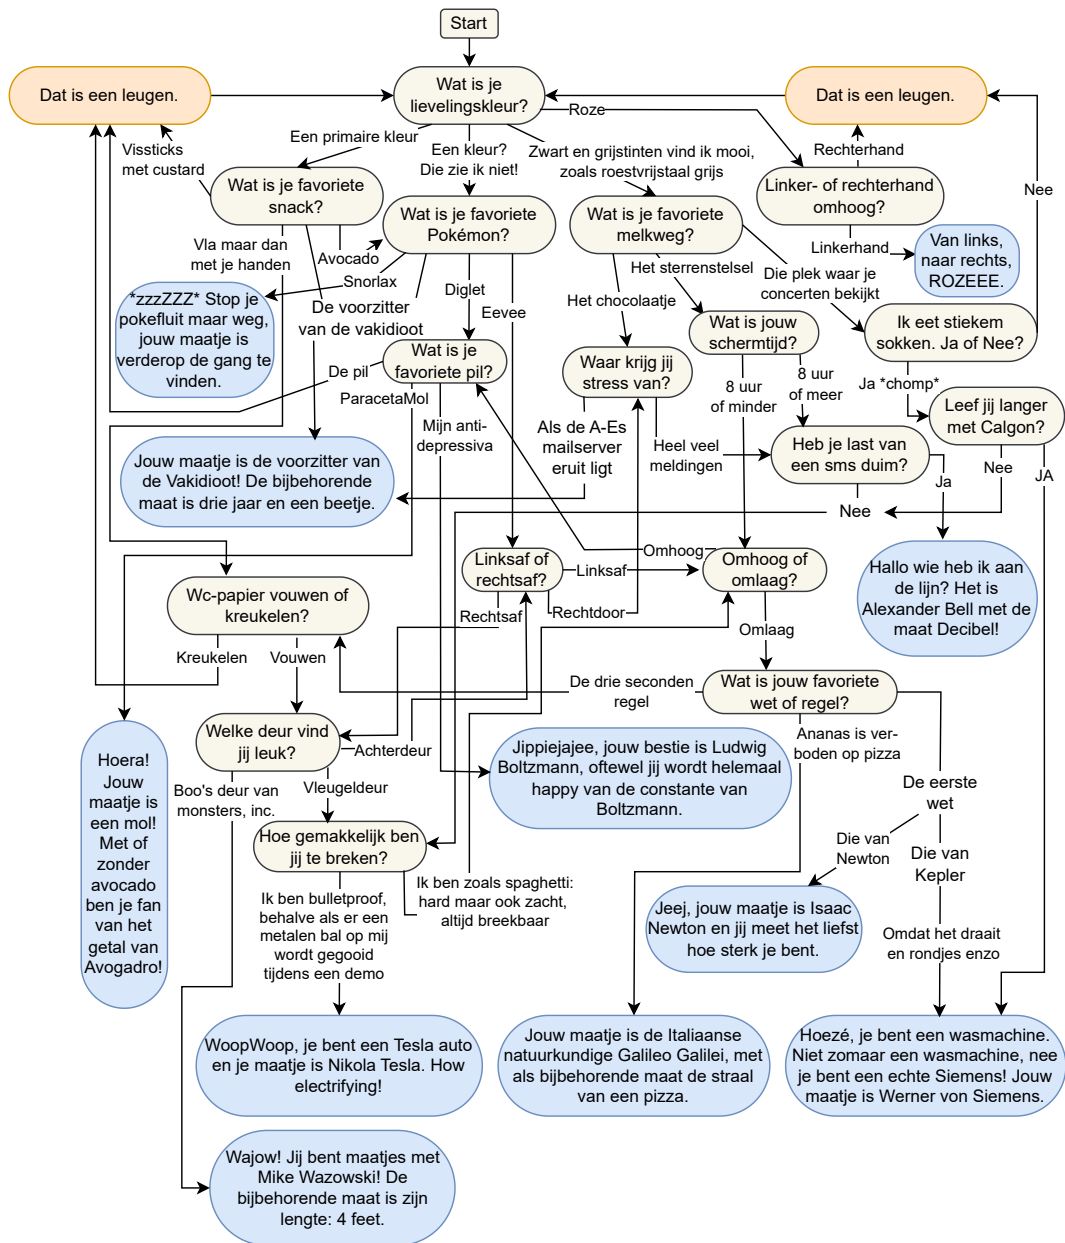 Start
Dat is een leugen.
Wat is je
lievelingskleur?
Dat is een leugen.
Roze
Een primaire kleur
Een kleur?
Die zie ik niet!
Zwart en grijstinten vind ik mooi,
zoals roestvrijstaal grijs
Vissticks
met custard
Rechterhand
Wat is je favoriete
snack?
Wat is je favoriete
Pokémon?
Wat is je favoriete
melkweg?
Linker- of rechterhand
omhoog?
Nee
Vla maar dan
met je handen
Avocado
Snorlax
Linkerhand
Van links,
naar rechts,
ROZEEE.
Het sterrenstelsel
Die plek waar je
concerten bekijkt
*zzzZZZ* Stop je
pokefluit maar weg,
jouw maatje is
verderop de gang te
vinden.
De voorzitter
van de vakidioot
Diglet
Eevee
Het chocolaatje
Wat is jouw
schermtijd?
Ik eet stiekem
sokken. Ja of Nee?
Wat is je
favoriete pil?
Waar krijg jij
stress van?
De pil
ParacetaMol
8 uur
of minder
8 uur
of meer
Ja *chomp*
Leef jij langer
met Calgon?
Mijn anti-
depressiva
Als de A-Es
mailserver
eruit ligt
Heel veel
meldingen
Heb je last van
een sms duim?
Nee
JA
Jouw maatje is de voorzitter van
de Vakidioot! De bijbehorende
maat is drie jaar en een beetje.
Ja
Nee
Omhoog
Linksaf of
rechtsaf?
Linksaf
Omhoog of
omlaag?
Hallo wie heb ik aan
de lijn? Het is
Alexander Bell met de
maat Decibel!
Wc-papier vouwen of
kreukelen?
Rechtsaf
Rechtdoor
Omlaag
Kreukelen
Vouwen
De drie seconden
regel
Wat is jouw favoriete
wet of regel?
Welke deur vind
jij leuk?
Achterdeur
Ananas is ver-
boden op pizza
Hoera!
Jouw
maatje is
een mol!
Met of
zonder
avocado
ben je fan
van het
getal van
Avogadro!
Jippiejajee, jouw bestie is Ludwig
Boltzmann, oftewel jij wordt helemaal
happy van de constante van
Boltzmann.
Boo's deur van
monsters, inc.
Vleugeldeur
De eerste
wet
Hoe gemakkelijk ben
jij te breken?
Die van
Newton
Die van
Kepler
Ik ben bulletproof,
behalve als er een
metalen bal op mij
wordt gegooid
tijdens een demo
Ik ben zoals spaghetti:
hard maar ook zacht,
altijd breekbaar
Jeej, jouw maatje is Isaac
Newton en jij meet het liefst
hoe sterk je bent.
Omdat het draait
en rondjes enzo
WoopWoop, je bent een Tesla auto
en je maatje is Nikola Tesla. How
electrifying!
Jouw maatje is de Italiaanse
natuurkundige Galileo Galilei, met
als bijbehorende maat de straal
van een pizza.
Hoezé, je bent een wasmachine.
Niet zomaar een wasmachine, nee
je bent een echte Siemens! Jouw
maatje is Werner von Siemens.
Wajow! Jij bent maatjes met
Mike Wazowski! De
bijbehorende maat is zijn
lengte: 4 feet.